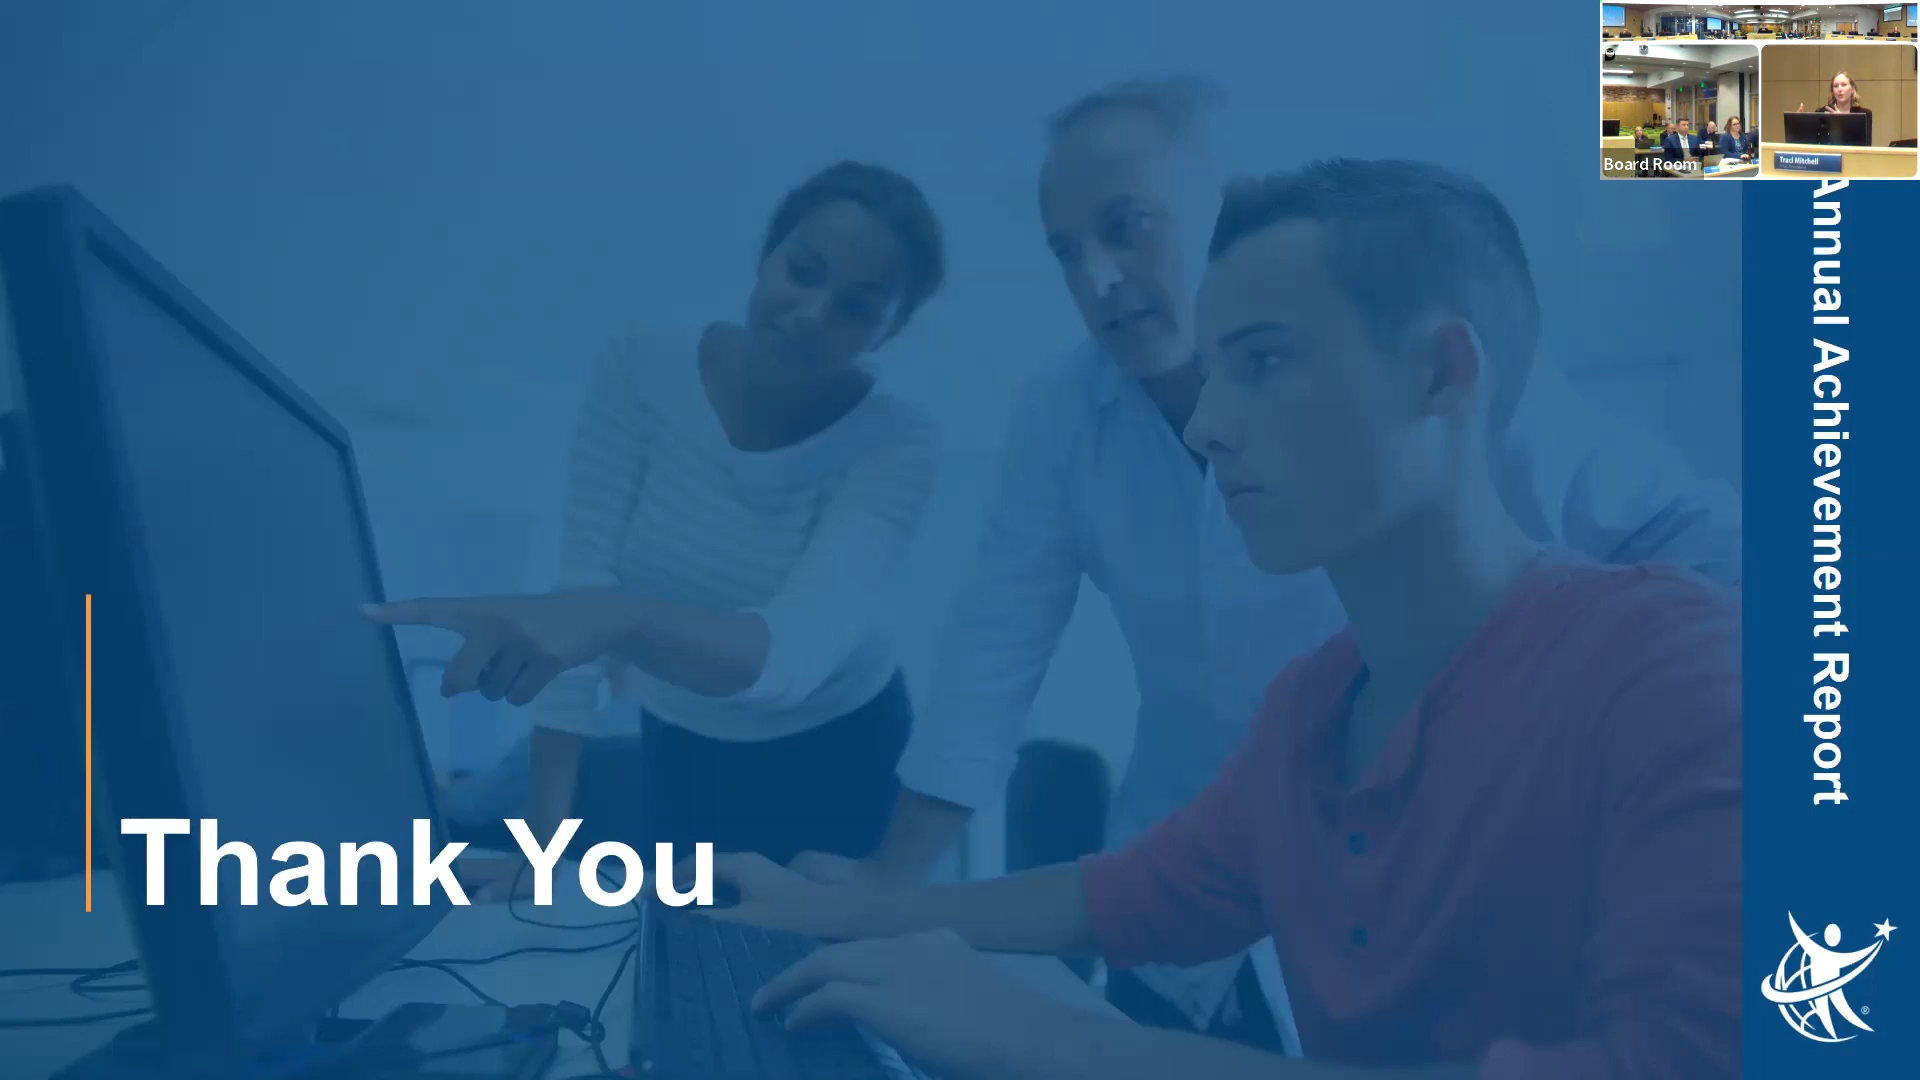 Board Room
Traci Mitchell
Annual Achievement Report
Thank You
®